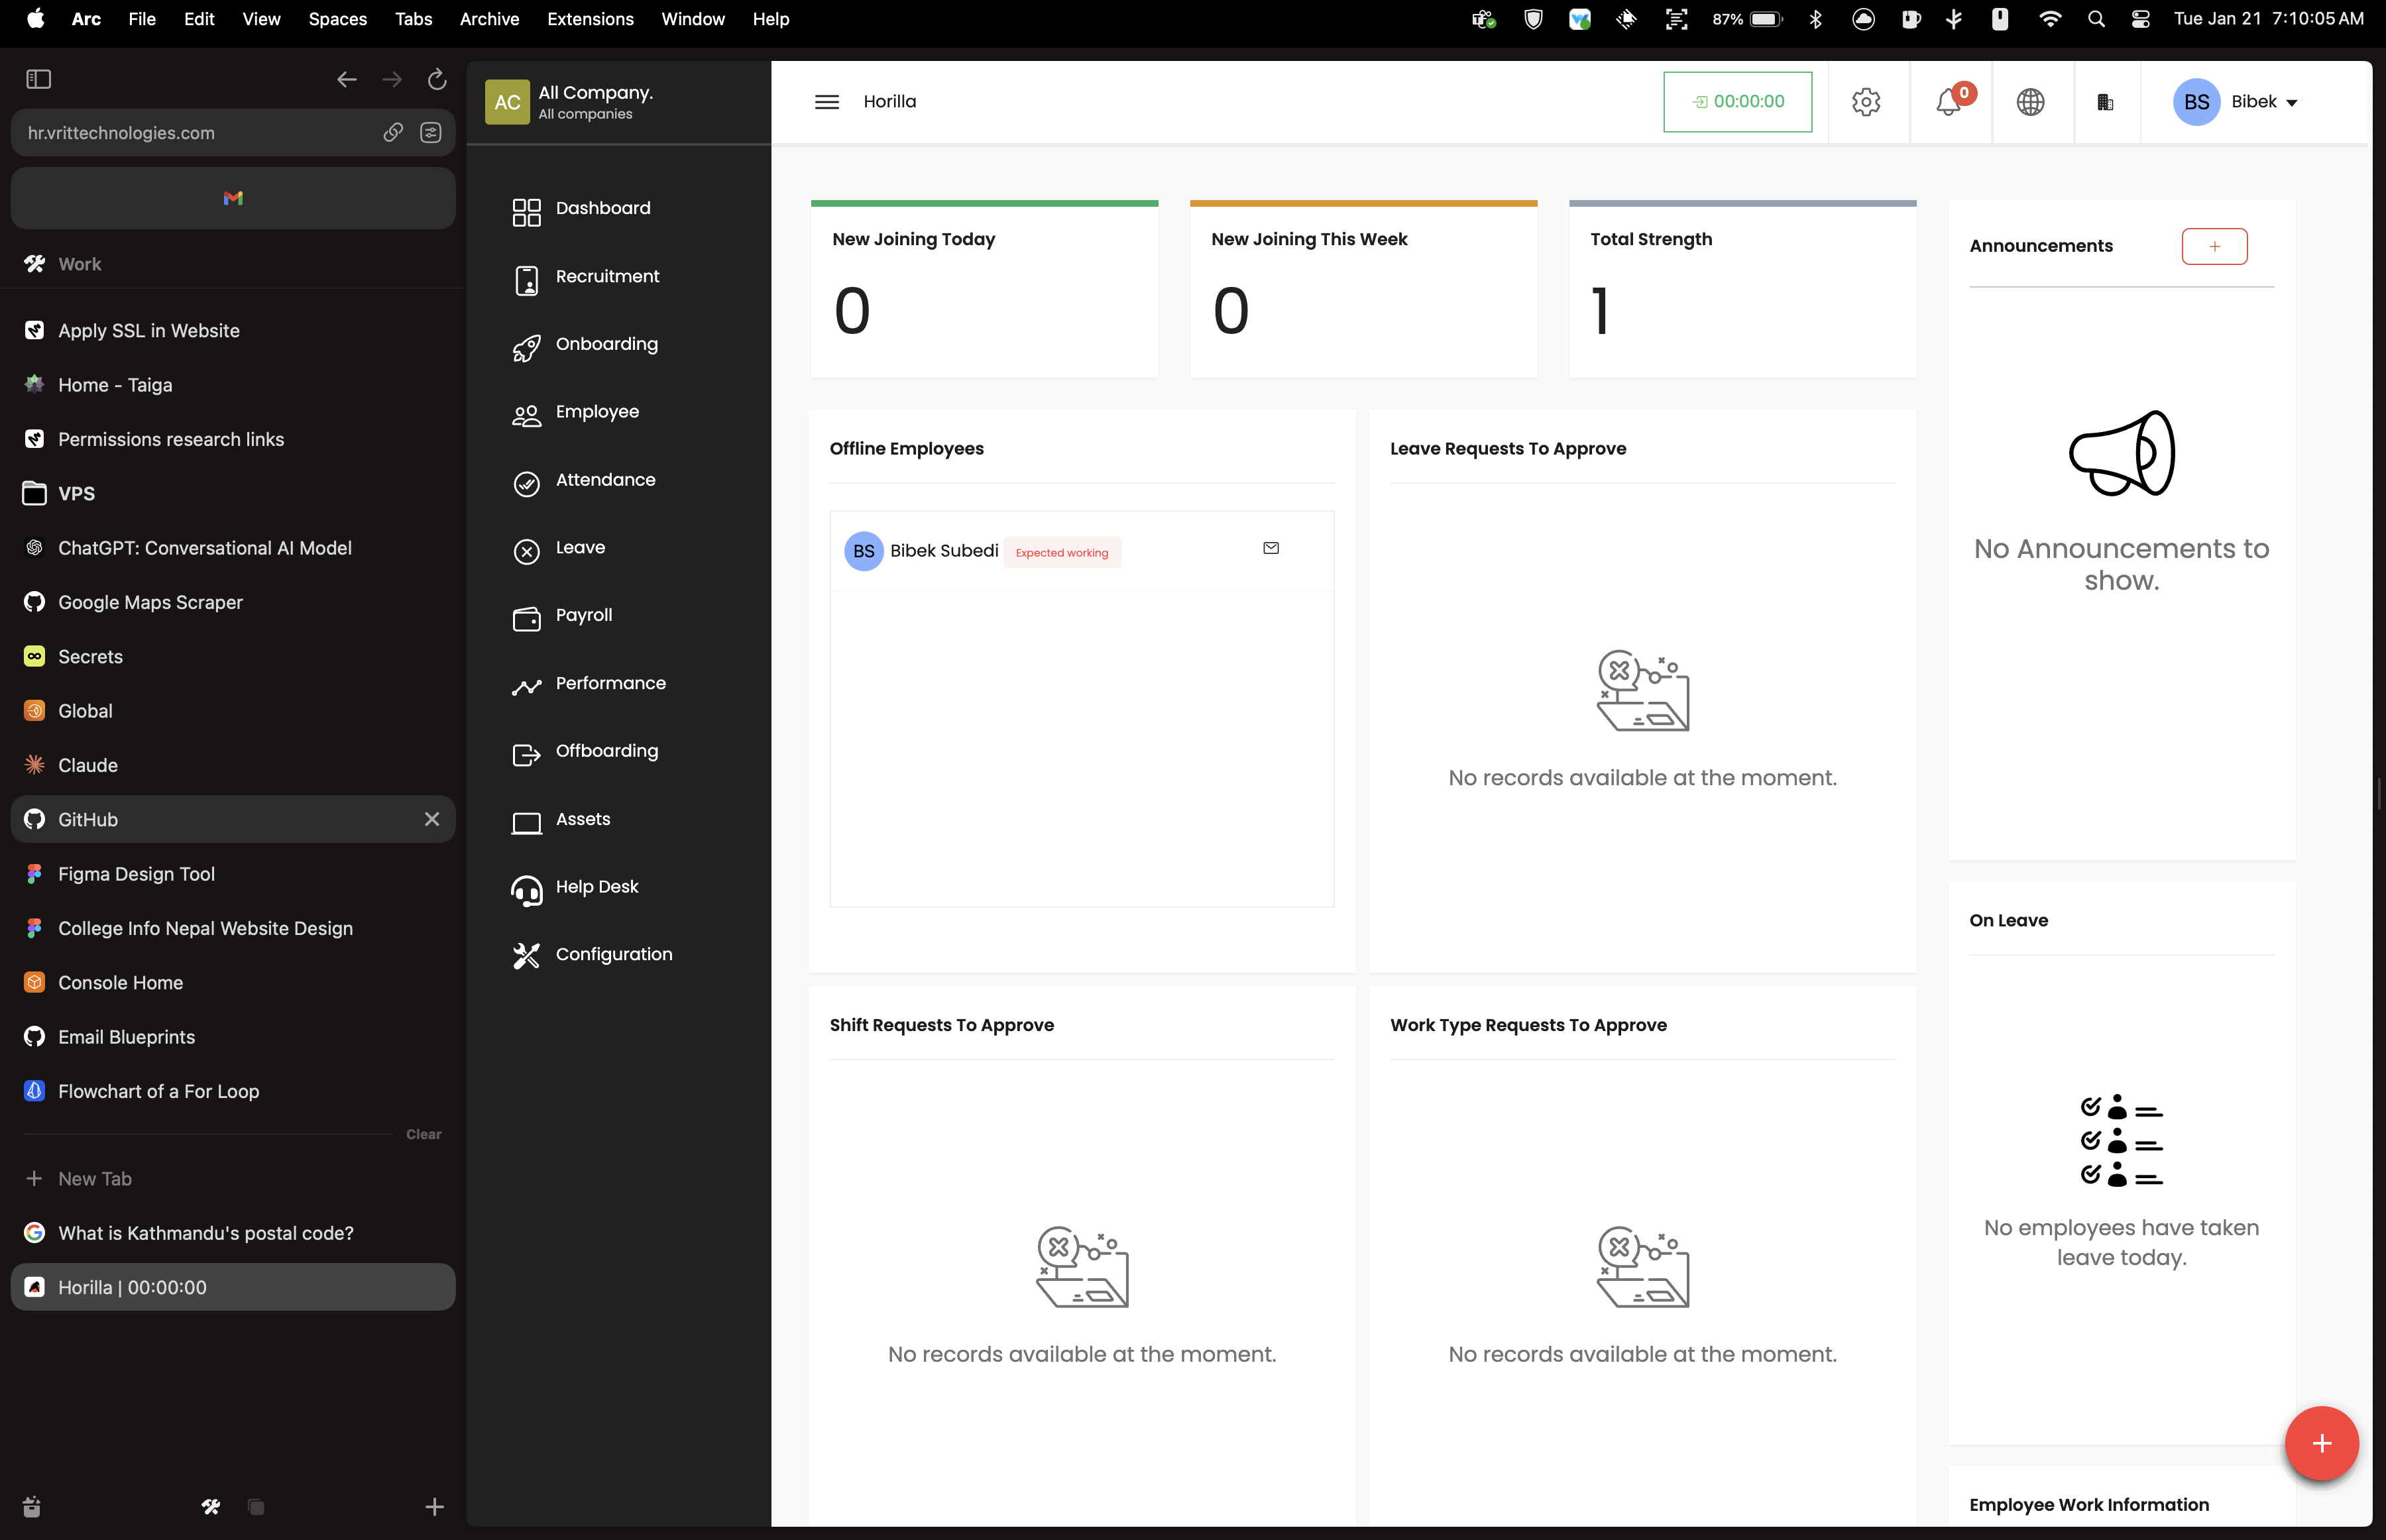 Arc File Edit View Spaces Tabs Archive Extensions Window Help
87% Tue Jan 21 7:10:05 AM
hr.vrittechnologies.com
Work
Apply SSL in Website
Home - Taiga
Permissions research links
VPS
ChatGPT: Conversational AI Model
Google Maps Scraper
Secrets
Global
Claude
GitHub
Figma Design Tool
College Info Nepal Website Design
Console Home
Email Blueprints
Flowchart of a For Loop
Clear
New Tab
What is Kathmandu's postal code?
Horilla | 00:00:00
AC
All Company.
All companies
Dashboard
Recruitment
Onboarding
Employee
Attendance
Leave
Payroll
Performance
Offboarding
Assets
Help Desk
Configuration
Horilla
00:00:00
0
BS Bibek
New Joining Today
0
New Joining This Week
0
Total Strength
1
Announcements
+
No Announcements to
show.
Offline Employees
BS Bibek Subedi Expected working
Leave Requests To Approve
No records available at the moment.
On Leave
No employees have taken
leave today.
Shift Requests To Approve
No records available at the moment.
Work Type Requests To Approve
No records available at the moment.
+
Employee Work Information